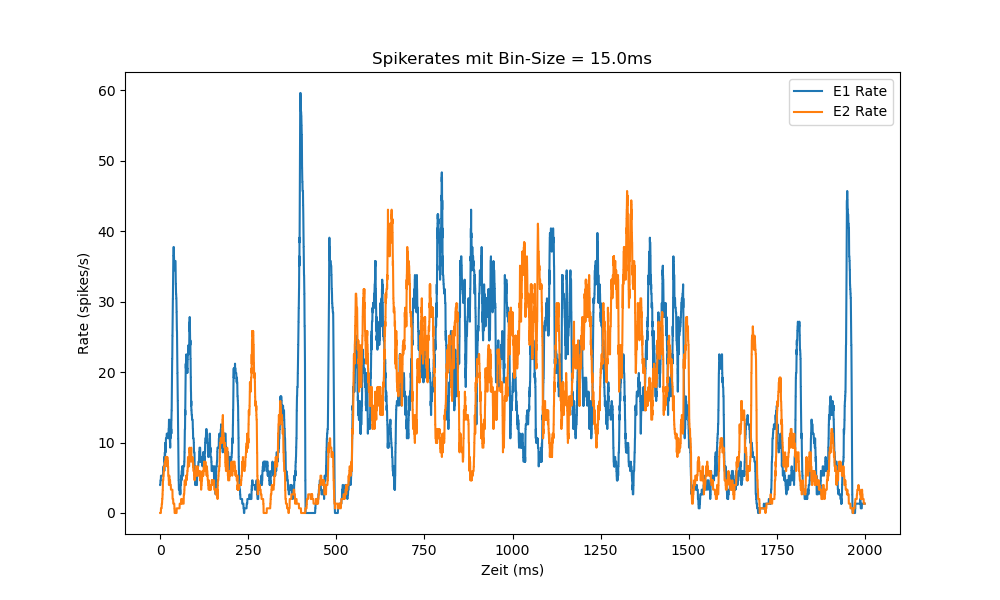 Spikerates mit Bin-Size = 15.0ms
E1 Rate
E2 Rate
60
50
40
30
20
10
0
Rate (spikes/s)
0 250 500 750 1000 1250 1500 1750 2000
Zeit (ms)